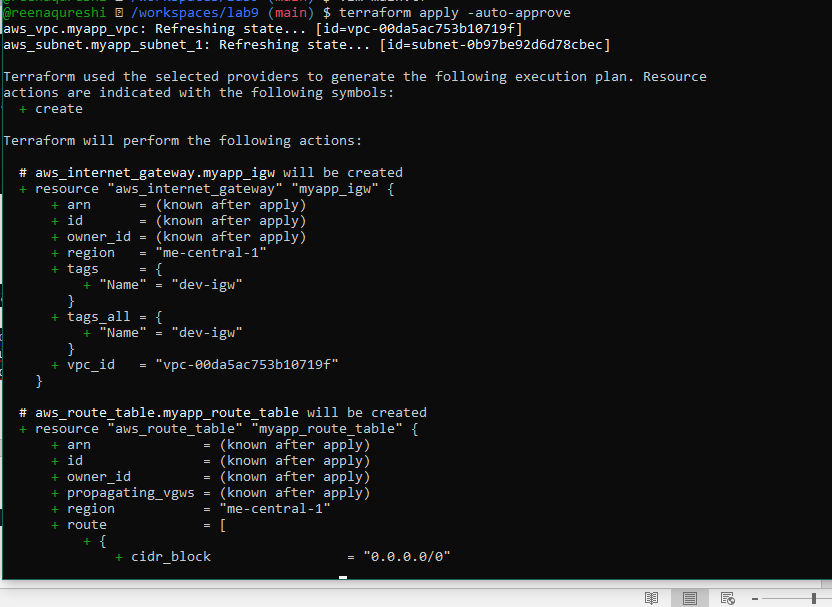 @reenaqureshi /workspaces/lab9 (main) $ terraform apply -auto-approve
aws_vpc.myapp_vpc: Refreshing state... [id=vpc-00da5ac753b10719f]
aws_subnet.myapp_subnet_1: Refreshing state... [id=subnet-0b97be92d6d78cbec]

Terraform used the selected providers to generate the following execution plan. Resource
actions are indicated with the following symbols:
  + create

Terraform will perform the following actions:

  # aws_internet_gateway.myapp_igw will be created
  + resource "aws_internet_gateway" "myapp_igw" {
      + arn      = (known after apply)
      + id       = (known after apply)
      + owner_id = (known after apply)
      + region   = "me-central-1"
      + tags     = {
          + "Name" = "dev-igw"
        }
      + tags_all = {
          + "Name" = "dev-igw"
        }
      + vpc_id   = "vpc-00da5ac753b10719f"
    }

  # aws_route_table.myapp_route_table will be created
  + resource "aws_route_table" "myapp_route_table" {
      + arn              = (known after apply)
      + id               = (known after apply)
      + owner_id         = (known after apply)
      + propagating_vgws = (known after apply)
      + region           = "me-central-1"
      + route            = [
          + {
              + cidr_block                 = "0.0.0.0/0"